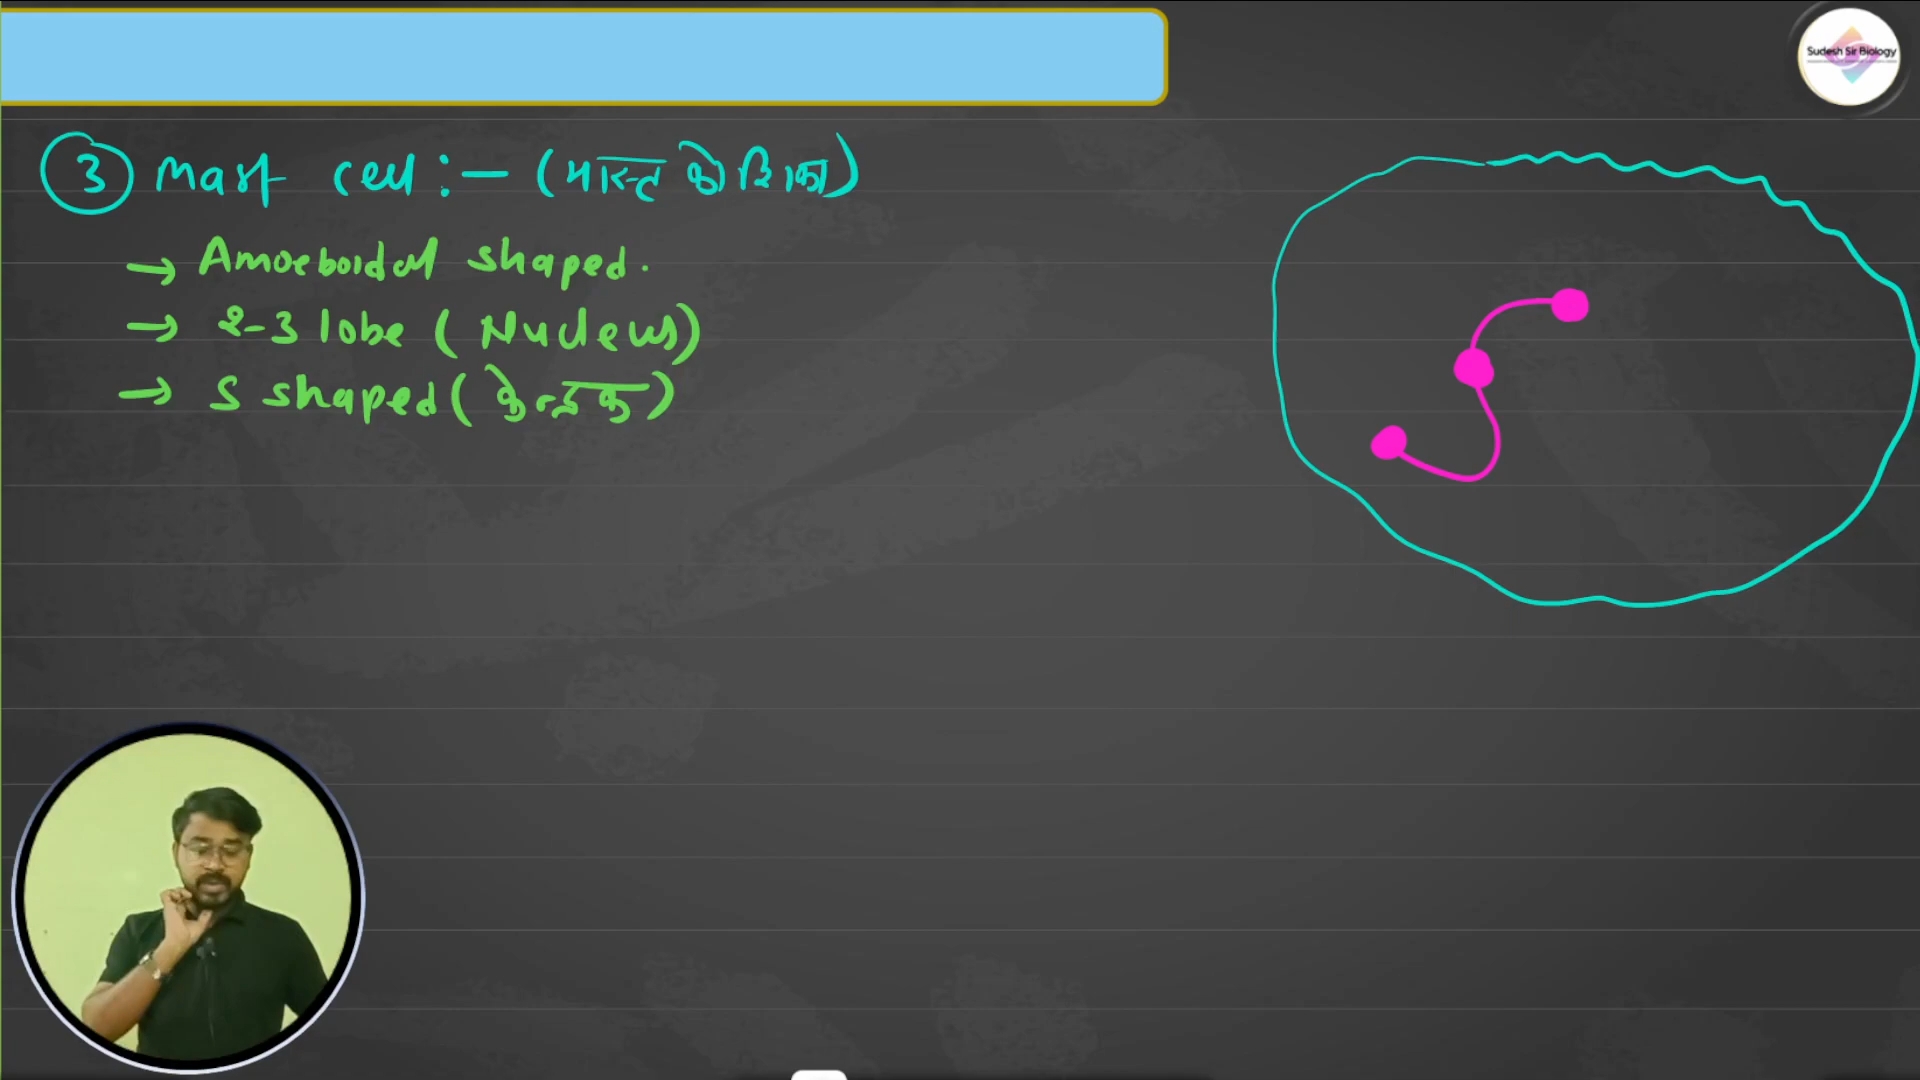 Sudesh Sir Biology
3 Mast cell :- (मास्ट कोशिका)
→ Amoeboidal shaped.
→ 2-3 lobe (Nucleus)
→ S shaped (केन्द्रक)